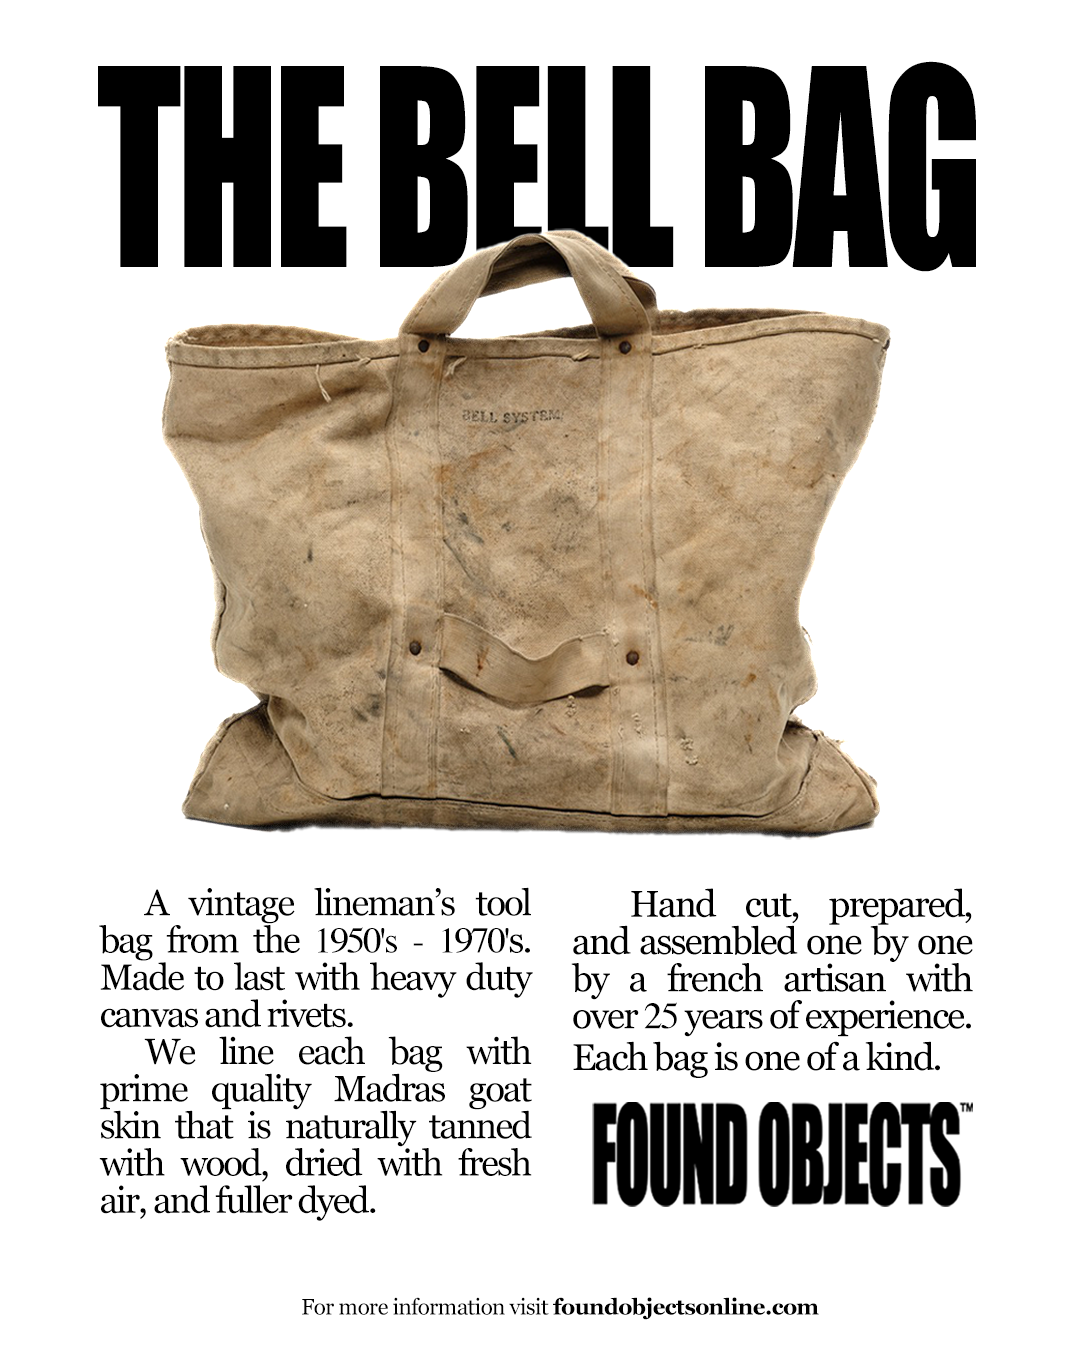 THE BELL BAG
BELL SYSTEM
A vintage lineman’s tool
bag from the 1950's - 1970's.
Made to last with heavy duty
canvas and rivets.
We line each bag with
prime quality Madras goat
skin that is naturally tanned
with wood, dried with fresh
air, and fuller dyed.
Hand cut, prepared,
and assembled one by one
by a french artisan with
over 25 years of experience.
Each bag is one of a kind.
FOUND OBJECTS™
For more information visit foundobjectsonline.com